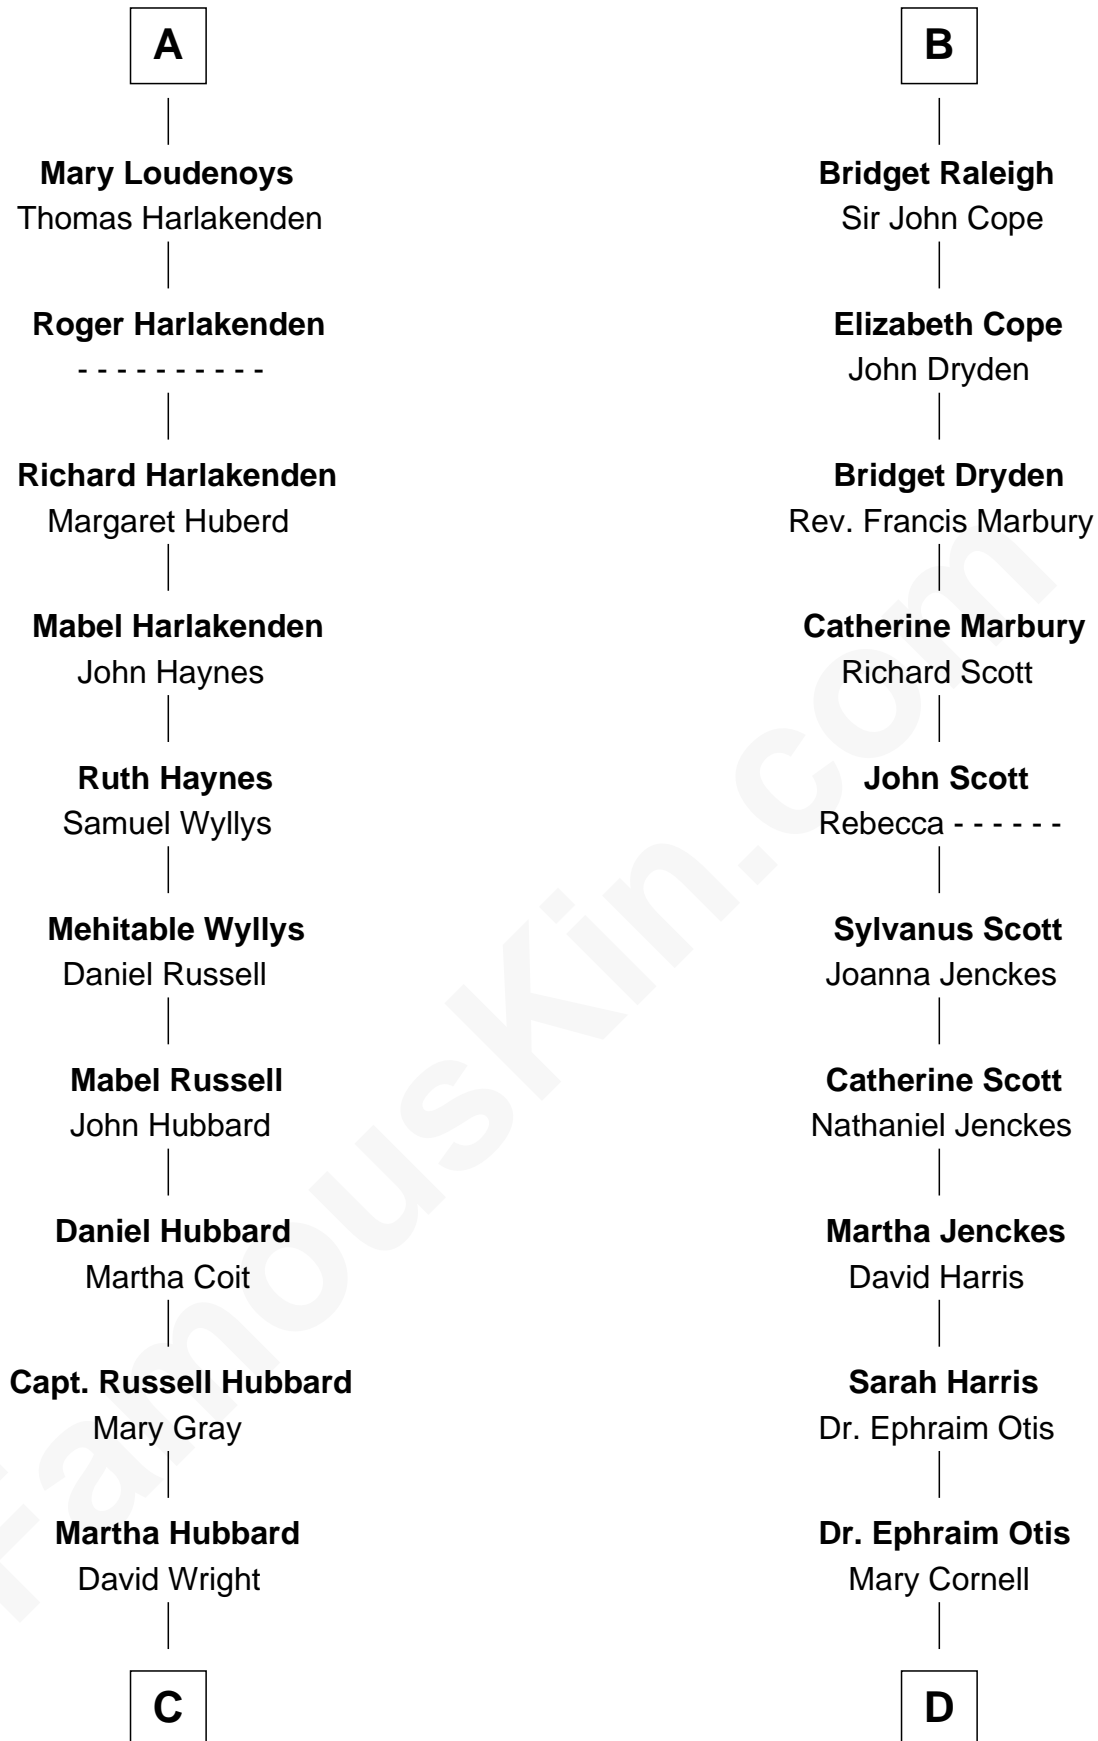 A
Mary Loudenoys
Thomas Harlakenden
Roger Harlakenden
- - - - - - - - - -
Richard Harlakenden
Margaret Huberd
Mabel Harlakenden
John Haynes
Ruth Haynes
Samuel Wyllys
Mehitable Wyllys
Daniel Russell
Mabel Russell
John Hubbard
Daniel Hubbard
Martha Coit
Capt. Russell Hubbard
Mary Gray
Martha Hubbard
David Wright
C
B
Bridget Raleigh
Sir John Cope
Elizabeth Cope
John Dryden
Bridget Dryden
Rev. Francis Marbury
Catherine Marbury
Richard Scott
John Scott
Rebecca - - - - - -
Sylvanus Scott
Joanna Jenckes
Catherine Scott
Nathaniel Jenckes
Martha Jenckes
David Harris
Sarah Harris
Dr. Ephraim Otis
Dr. Ephraim Otis
Mary Cornell
D
FamousKin.com